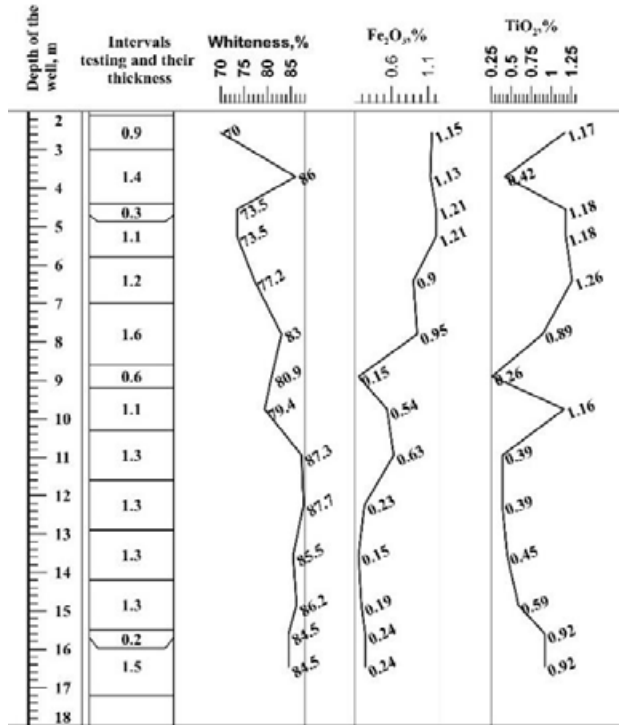 Depth of the
well, m
Intervals
testing and their
thickness
Whiteness,%
70 75 80 85
Fe₂O₃,%
0.6 1.1
TiO₂,%
0.25 0.5 0.75 1 1.25
2
0.9 70 1.15 1.17
3
1.4 86 1.13 0.42
4
0.3 73.5 1.21 1.18
5
1.1 73.5 1.21 1.18
6
1.2 77.2 0.9 1.26
7
1.6 83 0.95 0.89
8
0.6 80.9 0.15 0.26
9
1.1 79.4 0.54 1.16
10
11
1.3 87.3 0.63 0.39
12
1.3 87.7 0.23 0.39
13
1.3 85.5 0.15 0.45
14
15
1.3 86.2 0.19 0.59
0.2 84.5 0.24 0.92
16
1.5 84.5 0.24 0.92
17
18